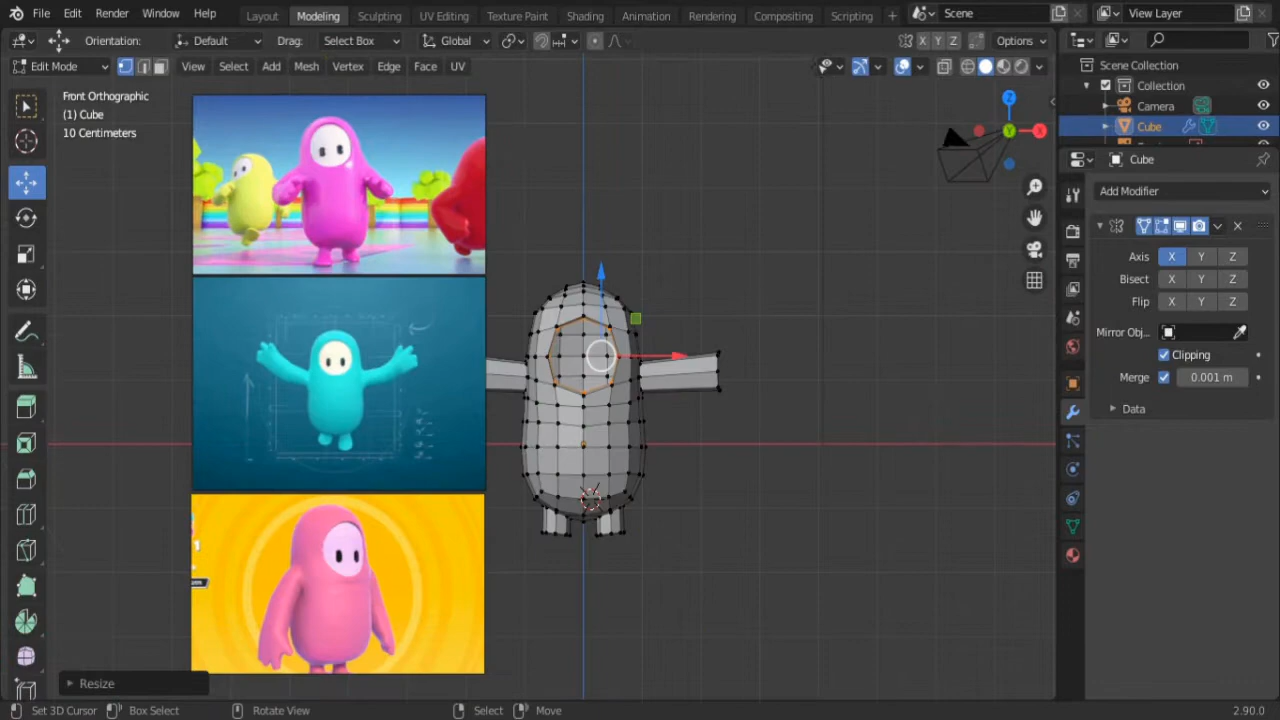 File Edit Render Window Help Layout Modeling Sculpting UV Editing Texture Paint Shading Animation Rendering Compositing Scripting + Scene View Layer
Orientation: Default Drag: Select Box Global X Y Z Options
Edit Mode View Select Add Mesh Vertex Edge Face UV
Scene Collection
Collection
Camera
Cube
Front Orthographic
(1) Cube
10 Centimeters
Z
Y
X
Cube
Add Modifier
Axis X Y Z
Bisect X Y Z
Flip X Y Z
Mirror Obj...
Clipping
Merge 0.001 m
Data
Resize
Set 3D Cursor Box Select Rotate View Select Move 2.90.0